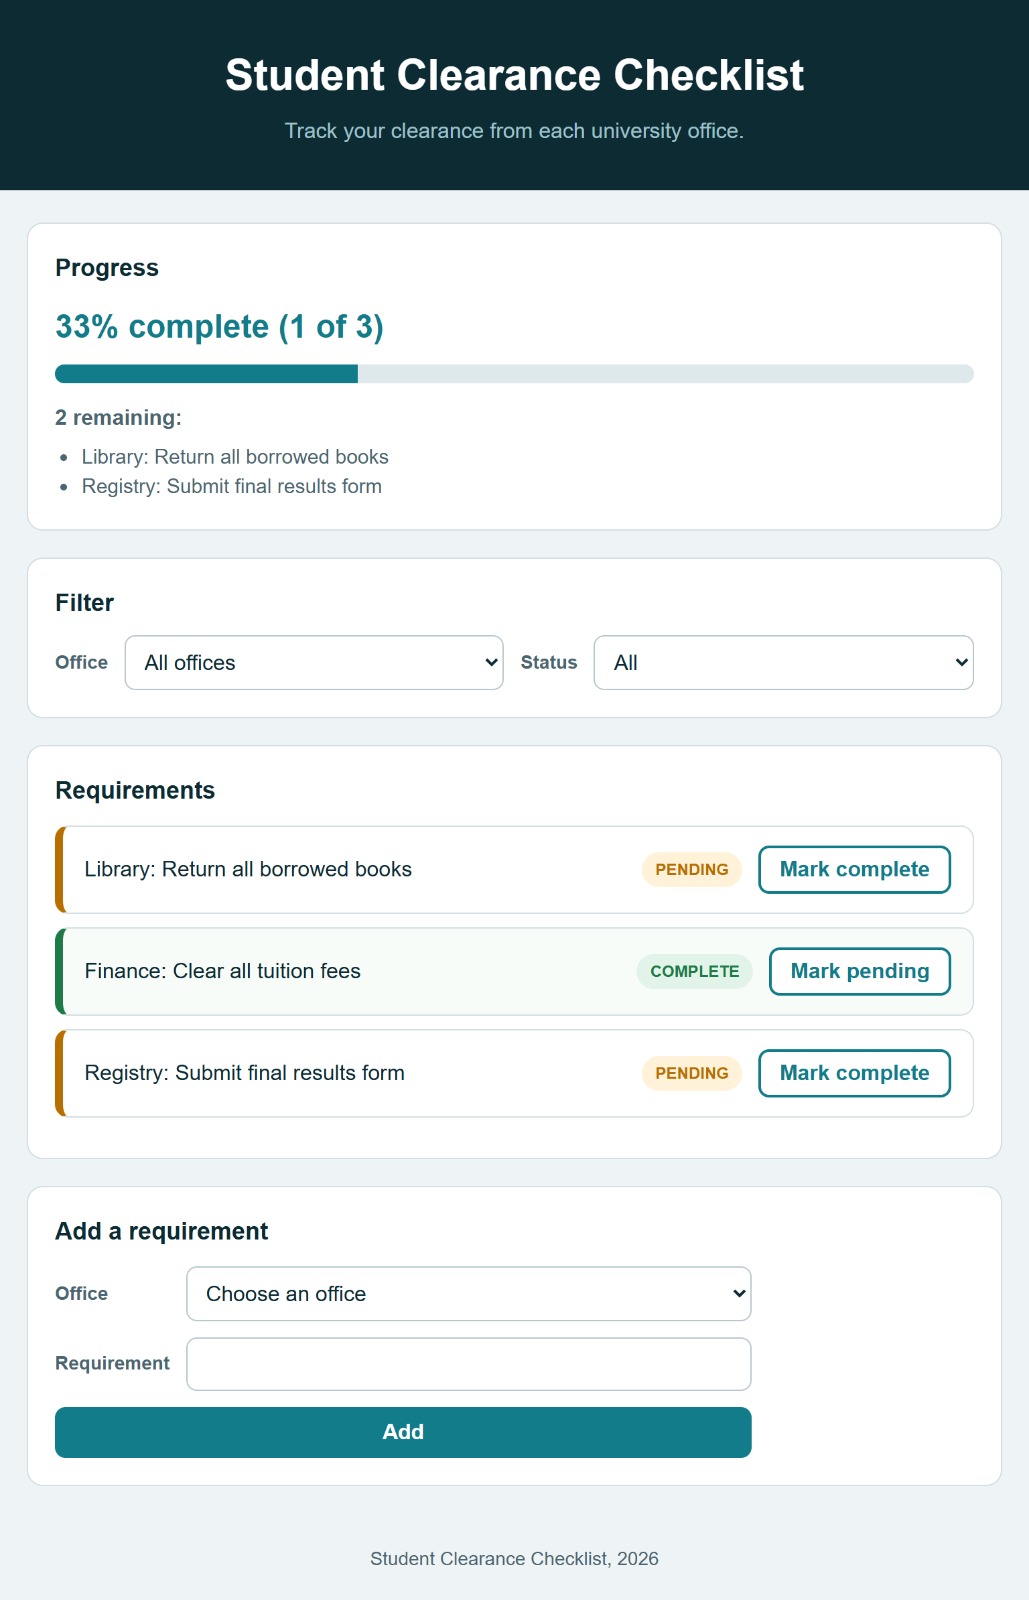 Student Clearance Checklist
Track your clearance from each university office.
Progress
33% complete (1 of 3)
2 remaining:
Library: Return all borrowed books
Registry: Submit final results form
Filter
Office All offices Status All
Requirements
Library: Return all borrowed books PENDING Mark complete
Finance: Clear all tuition fees COMPLETE Mark pending
Registry: Submit final results form PENDING Mark complete
Add a requirement
Office Choose an office
Requirement
Add
Student Clearance Checklist, 2026